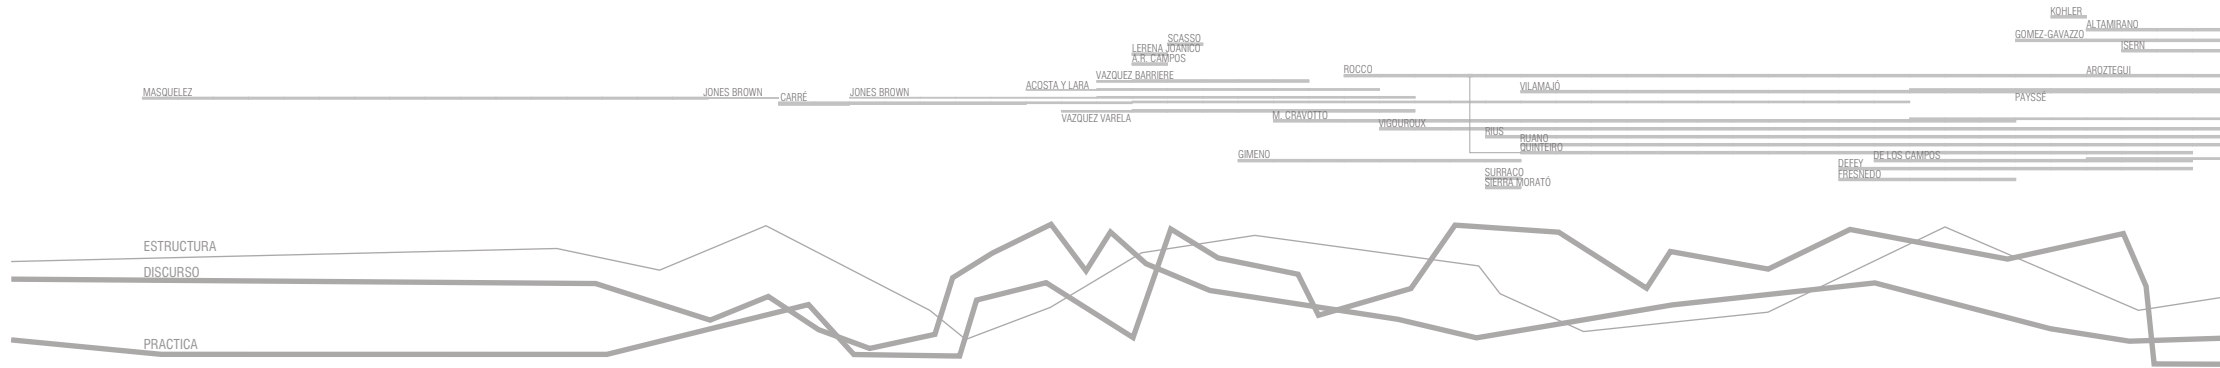 KOHLER
ALTAMIRANO
GOMEZ-GAVAZZO
ISERN
SCASSO
LERENA JOANICO
A.R. CAMPOS
ROCCO
AROZTEGUI
VAZQUEZ BARRIERE
ACOSTA Y LARA
VILAMAJÓ
MASQUELEZ
JONES BROWN
CARRÉ
JONES BROWN
PAYSSÉ
VAZQUEZ VARELA
M. CRAVOTTO
VIGOUROUX
RIUS
RUANO
QUINTEIRO
GIMENO
DE LOS CAMPOS
DEFEY
FRESNEDO
SURRACO
SIERRA MORATÓ
ESTRUCTURA
DISCURSO
PRACTICA